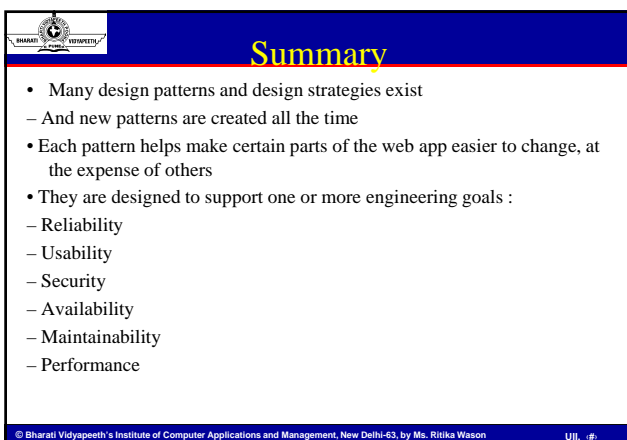 BHARATI
VIDYAPEETH
PUNE
Summary
• Many design patterns and design strategies exist
– And new patterns are created all the time
• Each pattern helps make certain parts of the web app easier to change, at
the expense of others
• They are designed to support one or more engineering goals :
– Reliability
– Usability
– Security
– Availability
– Maintainability
– Performance
© Bharati Vidyapeeth's Institute of Computer Applications and Management, New Delhi-63, by Ms. Ritika Wason
UII. ‹#›